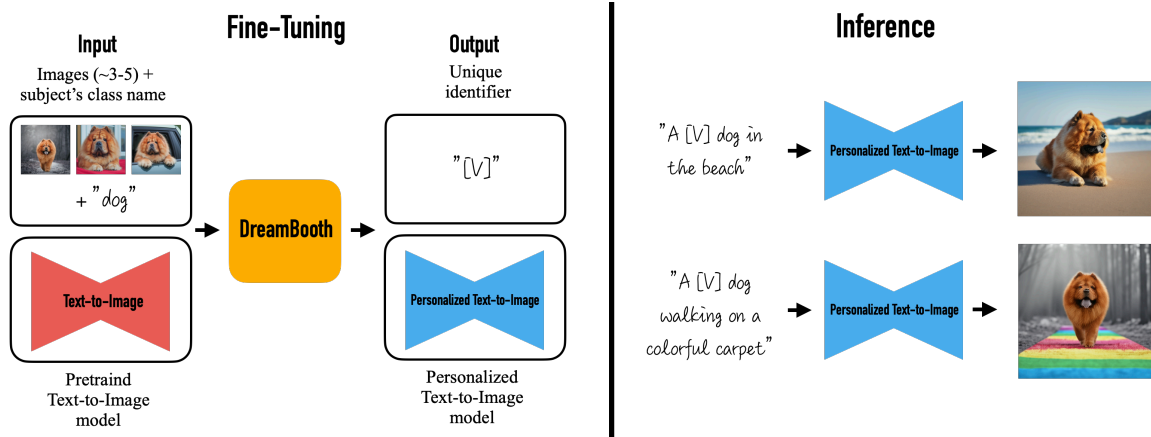 Fine-Tuning
Input
Images (~3-5) +
subject's class name
+ "dog"
Text-to-Image
Pretraind
Text-to-Image
model
DreamBooth
Output
Unique
identifier
"[V]"
Personalized Text-to-Image
Personalized
Text-to-Image
model
Inference
"A [V] dog in
the beach"
Personalized Text-to-Image
"A [V] dog
walking on a
colorful carpet"
Personalized Text-to-Image